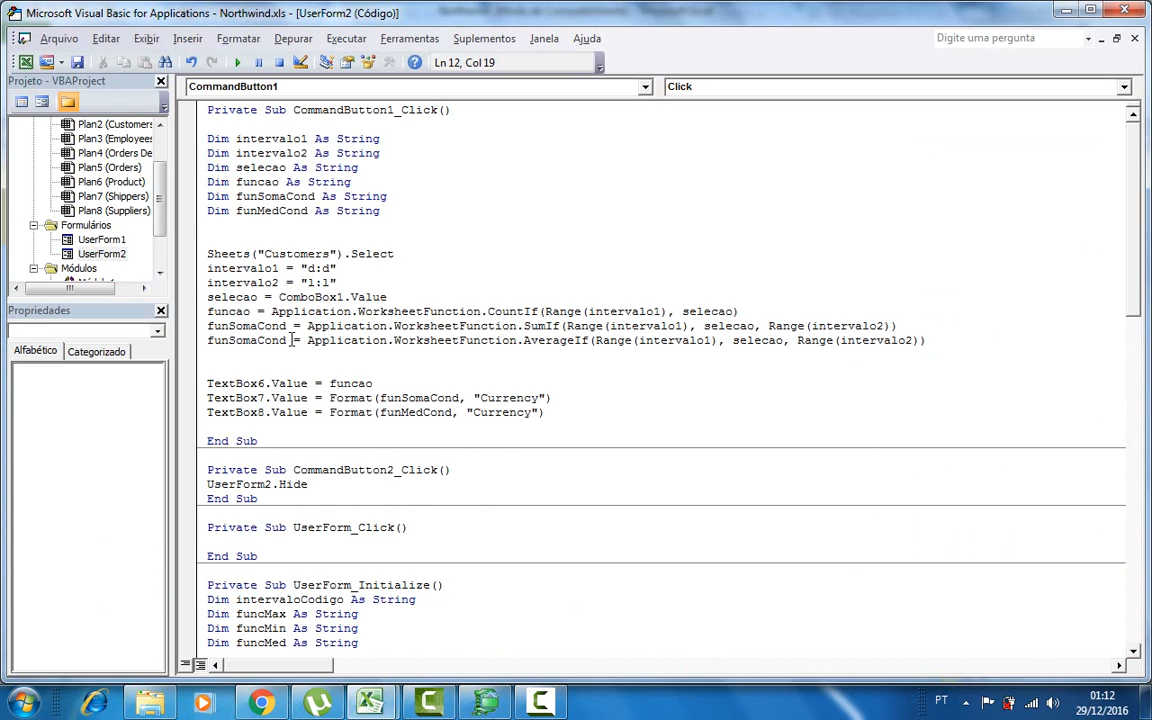 Microsoft Visual Basic for Applications - Northwind.xls - [UserForm2 (Código)]
Arquivo Editar Exibir Inserir Formatar Depurar Executar Ferramentas Suplementos Janela Ajuda
Digite uma pergunta
Ln 12, Col 19
Projeto - VBAProject
CommandButton1
Click
Plan2 (Customers
Plan3 (Employees
Plan4 (Orders De
Plan5 (Orders)
Plan6 (Product)
Plan7 (Shippers)
Plan8 (Suppliers)
Formulários
UserForm1
UserForm2
Módulos
Propriedades
Alfabético Categorizado
Private Sub CommandButton1_Click()
Dim intervalo1 As String
Dim intervalo2 As String
Dim selecao As String
Dim funcao As String
Dim funSomaCond As String
Dim funMedCond As String
Sheets("Customers").Select
intervalo1 = "d:d"
intervalo2 = "l:l"
selecao = ComboBox1.Value
funcao = Application.WorksheetFunction.CountIf(Range(intervalo1), selecao)
funSomaCond = Application.WorksheetFunction.SumIf(Range(intervalo1), selecao, Range(intervalo2))
funSomaCond = Application.WorksheetFunction.AverageIf(Range(intervalo1), selecao, Range(intervalo2))
TextBox6.Value = funcao
TextBox7.Value = Format(funSomaCond, "Currency")
TextBox8.Value = Format(funMedCond, "Currency")
End Sub
Private Sub CommandButton2_Click()
UserForm2.Hide
End Sub
Private Sub UserForm_Click()
End Sub
Private Sub UserForm_Initialize()
Dim intervaloCodigo As String
Dim funcMax As String
Dim funcMin As String
Dim funcMed As String
PT
01:12
29/12/2016